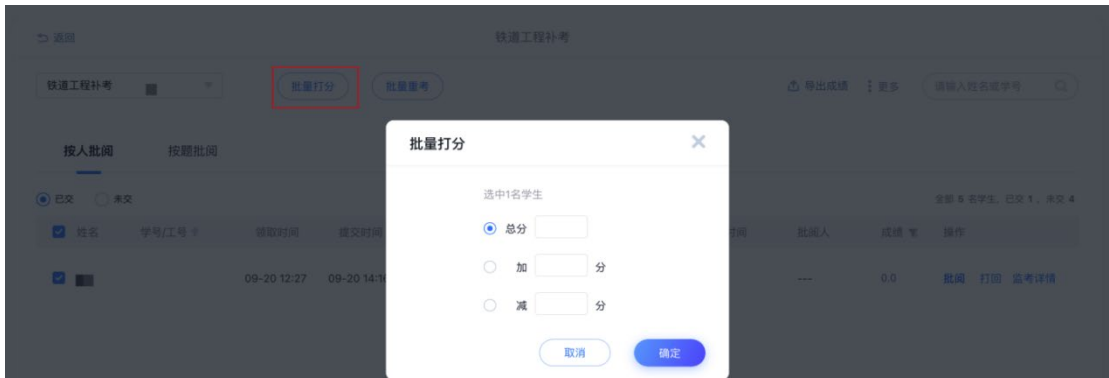 返回
铁道工程补考
铁道工程补考
批量打分
批量重考
导出成绩
更多
请输入姓名或学号
按人批阅
按题批阅
批量打分
选中1名学生
总分
加 分
减 分
取消
确定
已交
未交
全部 5 名学生，已交 1 ，未交 4
姓名
学号/工号
领取时间
提交时间
时间
批阅人
成绩
操作
09-20 12:27
09-20 14:16
---
0.0
批阅
打回
监考详情